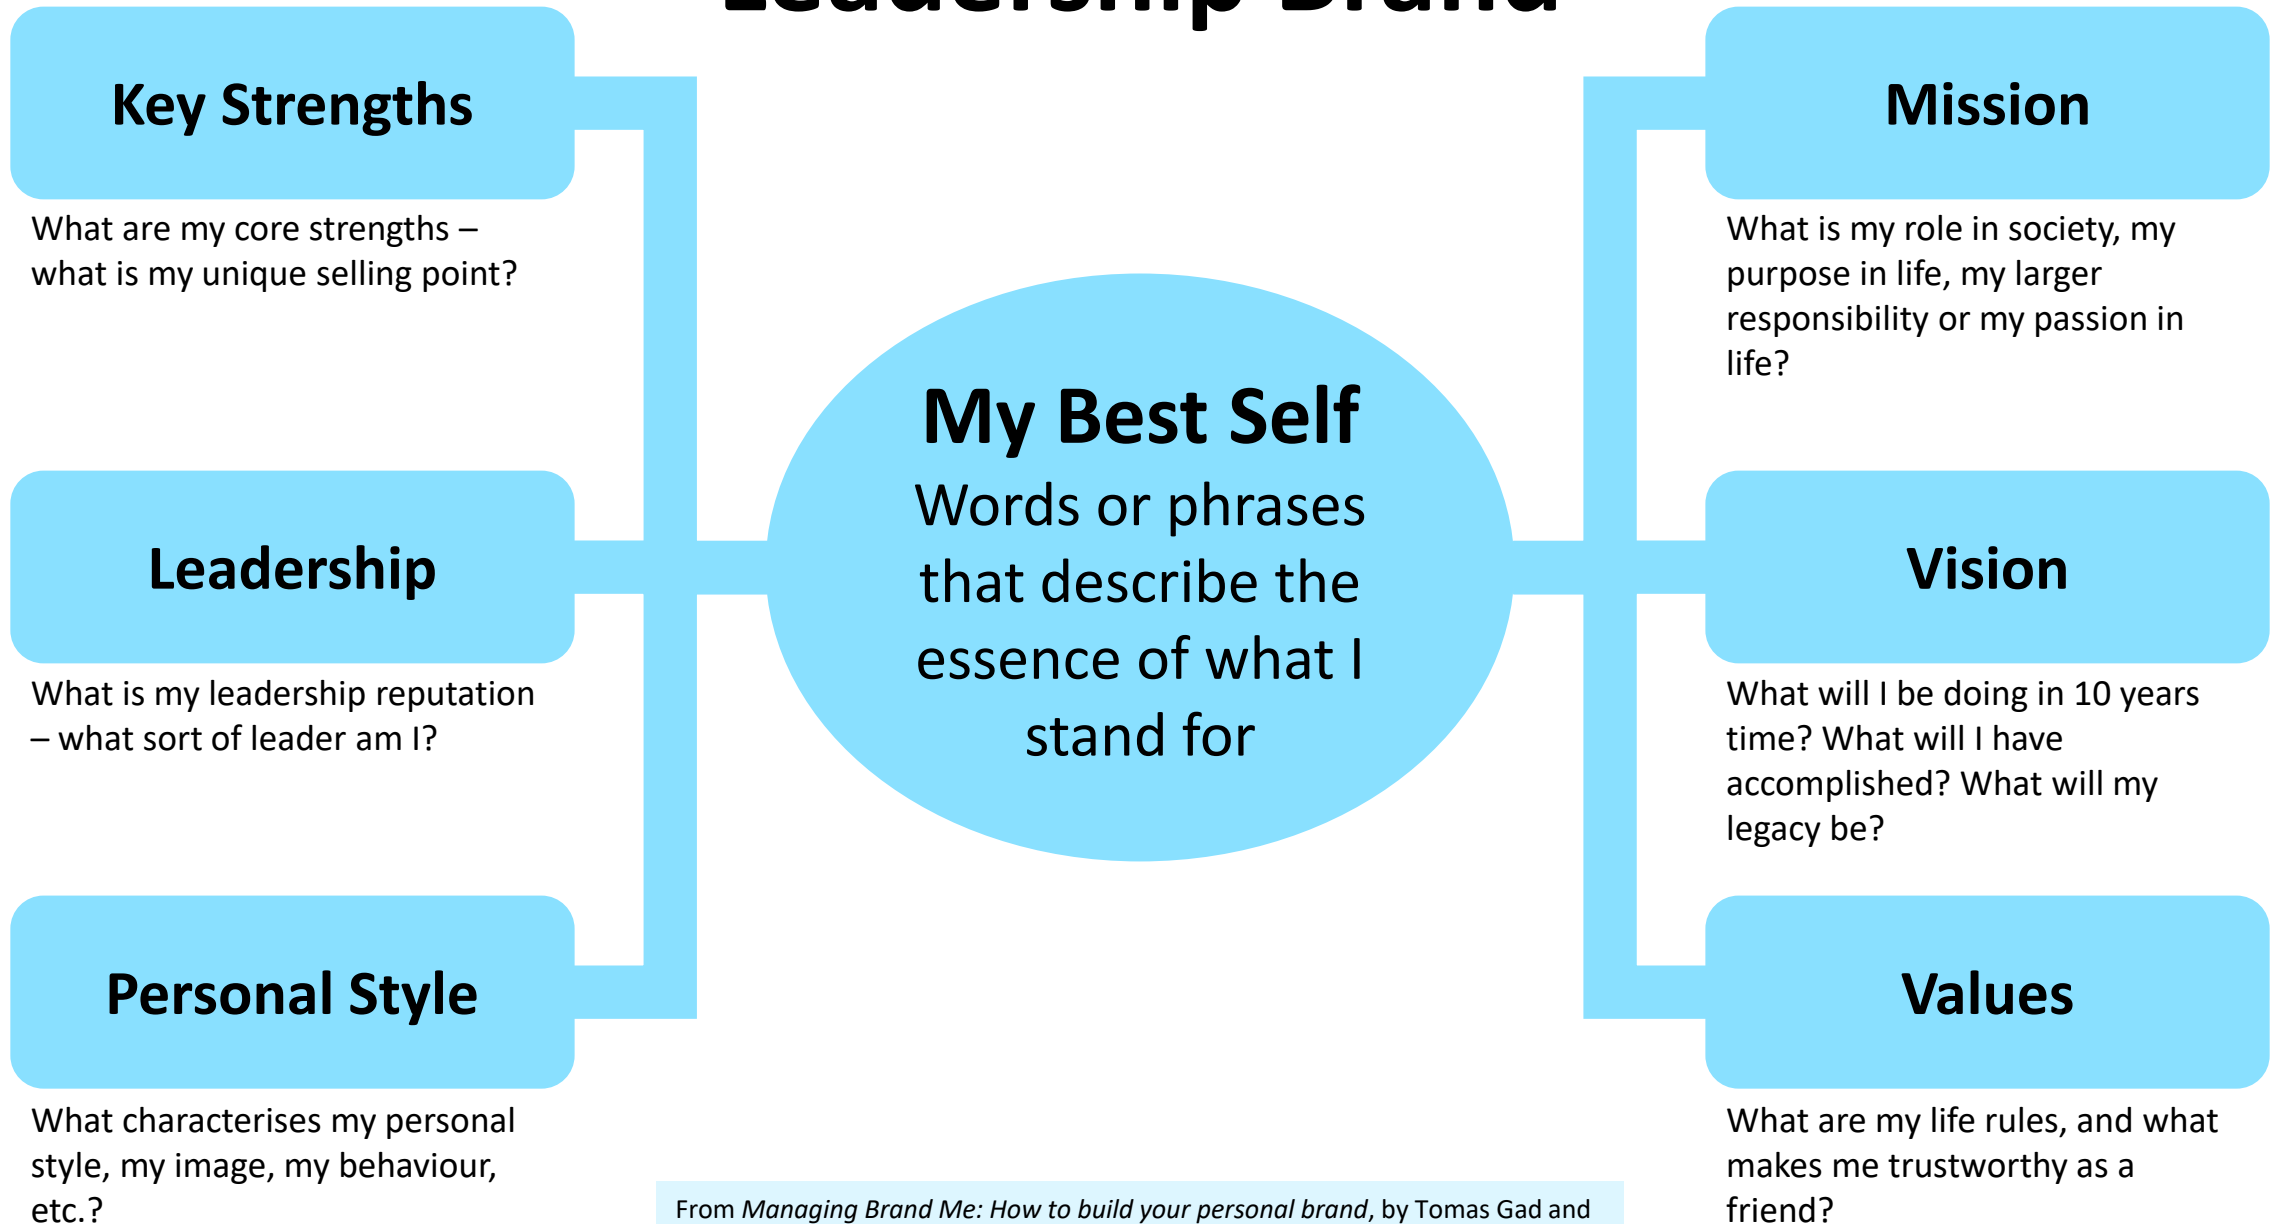 Leadership Brand
Key Strengths
What are my core strengths –
what is my unique selling point?
Leadership
What is my leadership reputation
– what sort of leader am I?
Personal Style
What characterises my personal
style, my image, my behaviour,
etc.?
My Best Self
Words or phrases
that describe the
essence of what I
stand for
Mission
What is my role in society, my
purpose in life, my larger
responsibility or my passion in
life?
Vision
What will I be doing in 10 years
time? What will I have
accomplished? What will my
legacy be?
Values
What are my life rules, and what
makes me trustworthy as a
friend?
From Managing Brand Me: How to build your personal brand, by Tomas Gad and